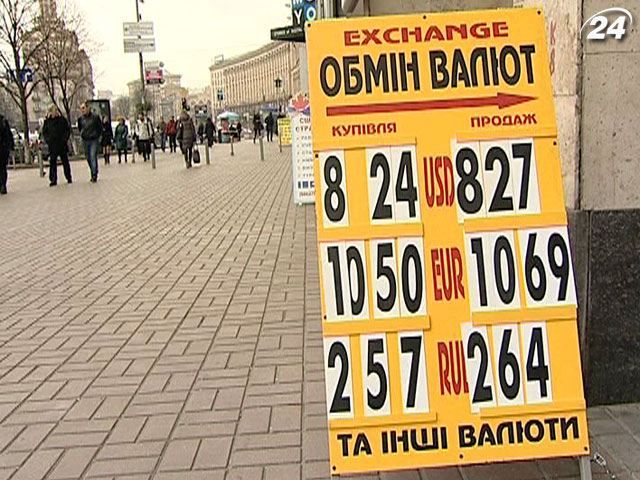 24
EXCHANGE
ОБМІН ВАЛЮТ
КУПІВЛЯ ПРОДАЖ
8 24 USD 8 27
10 50 EUR 10 69
2 57 RUL 2 64
ТА ІНШІ ВАЛЮТИ